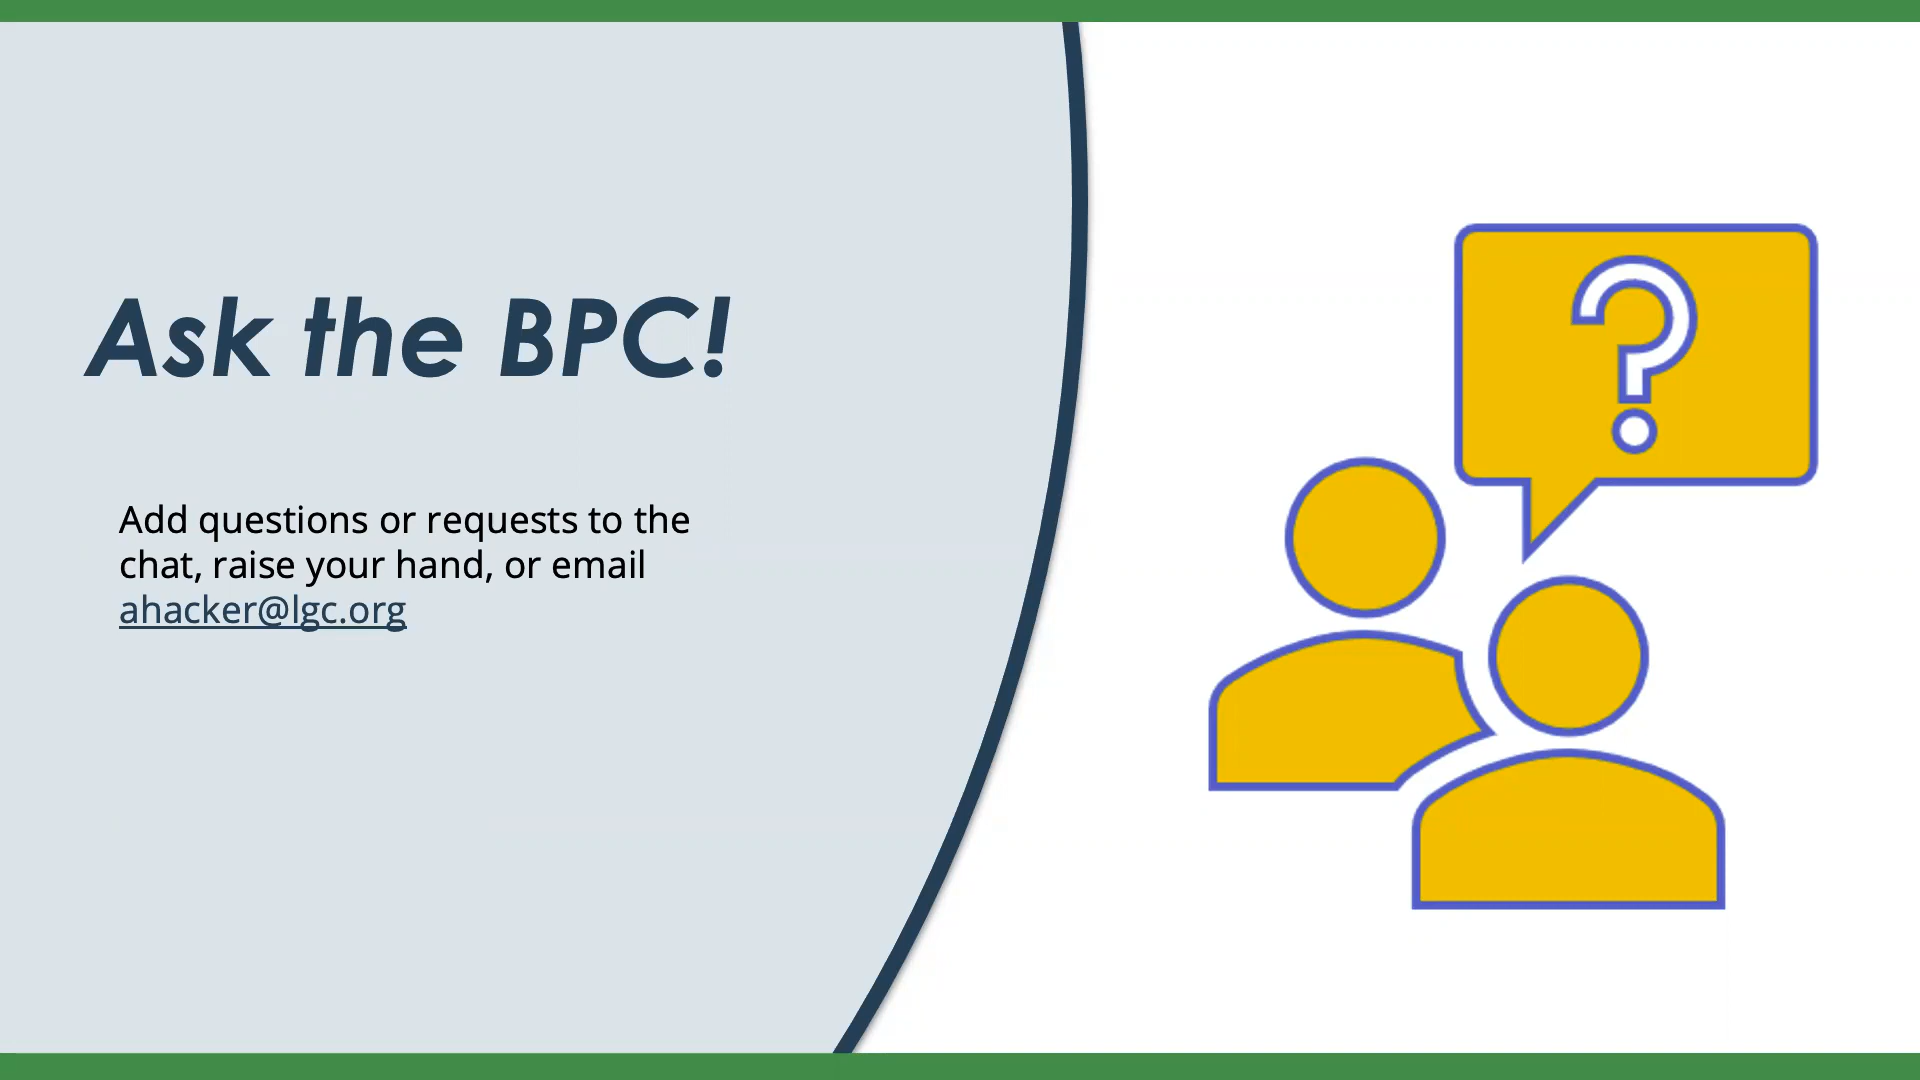 Ask the BPC!
Add questions or requests to the
chat, raise your hand, or email
ahacker@lgc.org
?